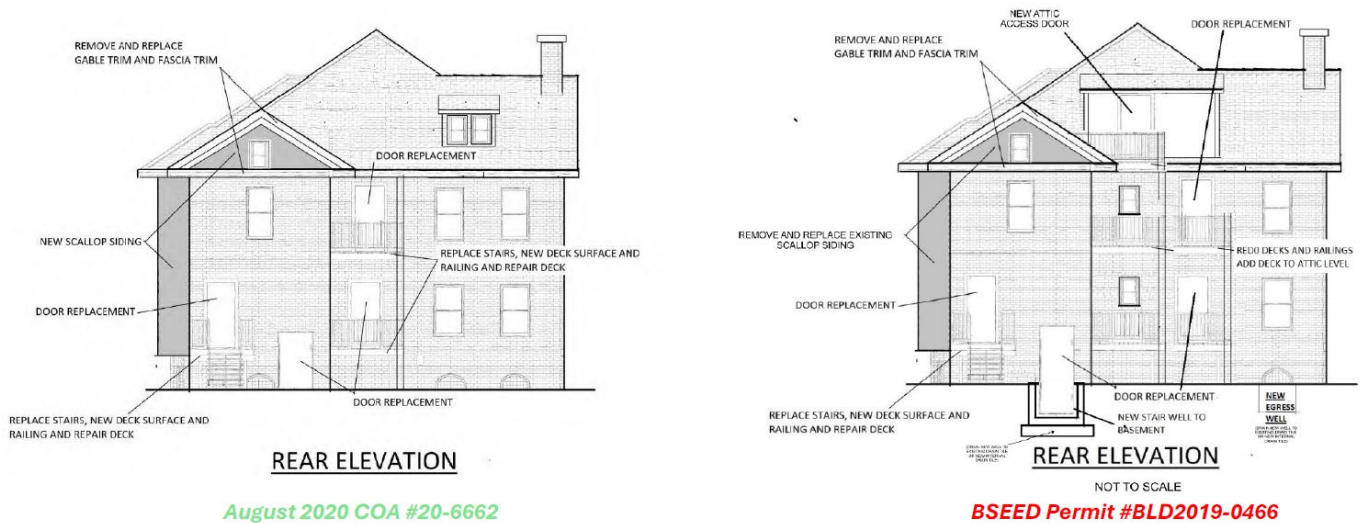 REMOVE AND REPLACE
GABLE TRIM AND FASCIA TRIM
DOOR REPLACEMENT
NEW SCALLOP SIDING
REPLACE STAIRS, NEW DECK SURFACE AND
RAILING AND REPAIR DECK
DOOR REPLACEMENT
DOOR REPLACEMENT
REPLACE STAIRS, NEW DECK SURFACE AND
RAILING AND REPAIR DECK
REAR ELEVATION
August 2020 COA #20-6662
NEW ATTIC
ACCESS DOOR
DOOR REPLACEMENT
REMOVE AND REPLACE
GABLE TRIM AND FASCIA TRIM
REMOVE AND REPLACE EXISTING
SCALLOP SIDING
REDO DECKS AND RAILINGS
ADD DECK TO ATTIC LEVEL
DOOR REPLACEMENT
DOOR REPLACEMENT
NEW
EGRESS
WELL
REPLACE STAIRS, NEW DECK SURFACE AND
RAILING AND REPAIR DECK
NEW STAIR WELL TO
BASEMENT
REAR ELEVATION
NOT TO SCALE
BSEED Permit #BLD2019-0466